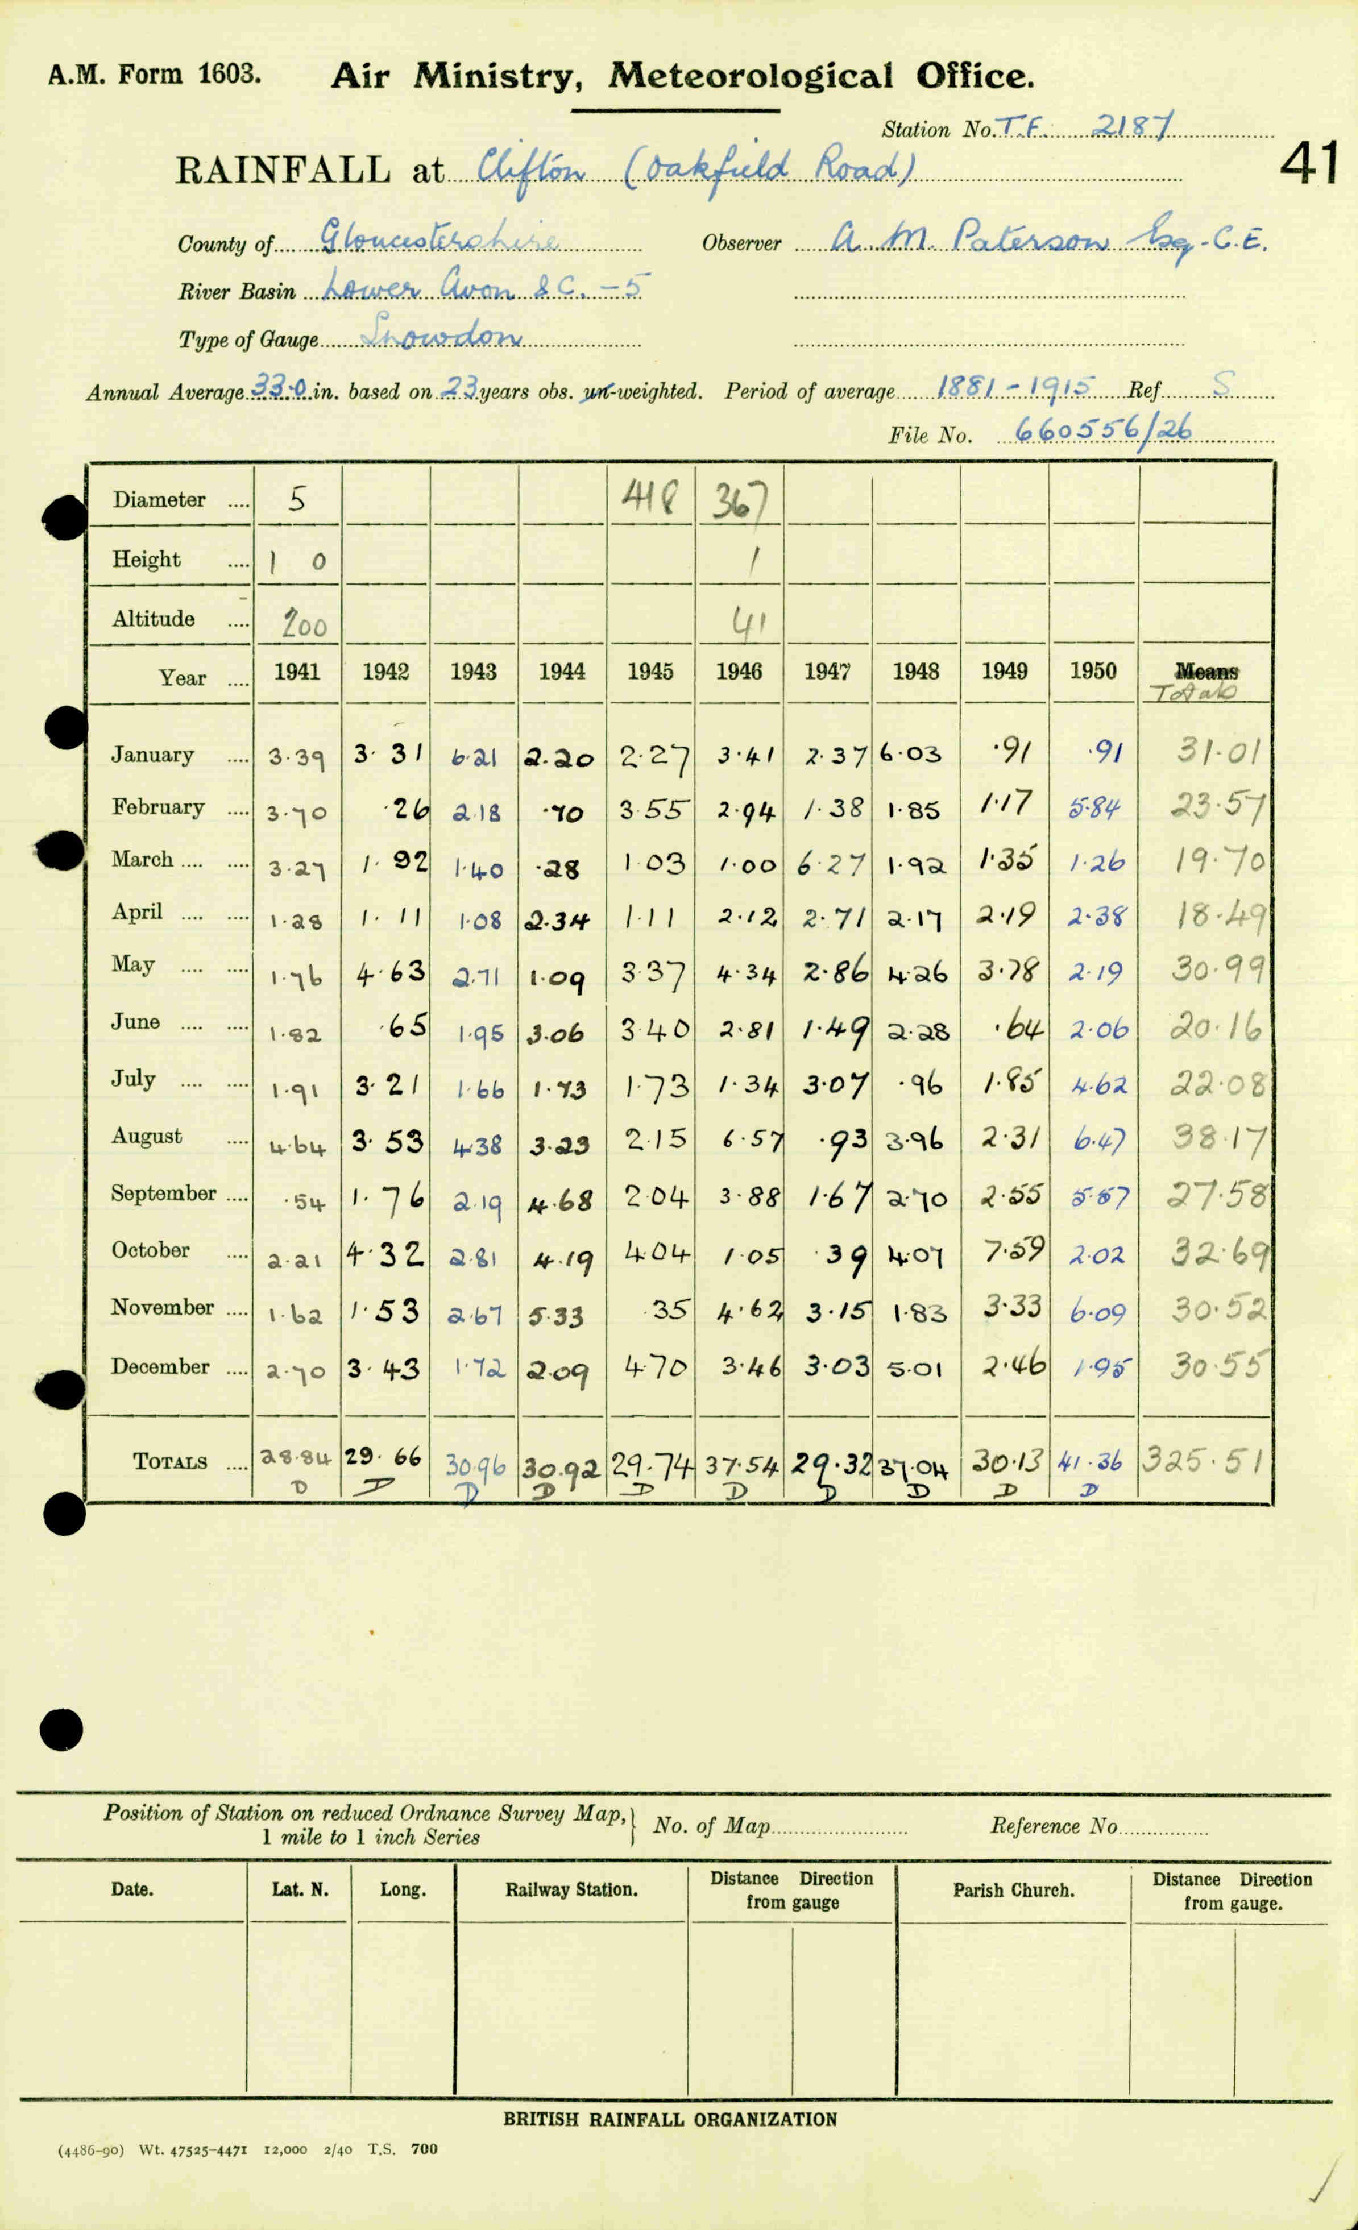 A.M. Form 1603. Air Ministry, Meteorological Office.
Station No. T.F. 2187
41
RAINFALL at Clifton (Oakfield Road)
County of Gloucestershire Observer A. M. Paterson Esq. C.E.
River Basin Lower Avon &C. - 5
Type of Gauge Snowdon
Annual Average 33.0 in. based on 23 years obs. un-weighted. Period of average 1881-1915 Ref S
File No. 660556/26
Diameter .... 5 418 367
Height .... 1 0 1
Altitude .... 200 41
Year .... 1941 1942 1943 1944 1945 1946 1947 1948 1949 1950 Means
Totals
January .... 3.39 3.31 6.21 2.20 2.27 3.41 2.37 6.03 .91 .91 31.01
February .... 3.70 .26 2.18 .70 3.55 2.94 1.38 1.85 1.17 5.84 23.57
March .... .... 3.27 1.92 1.40 .28 1.03 1.00 6.27 1.92 1.35 1.26 19.70
April .... .... 1.28 1.11 1.08 2.34 1.11 2.12 2.71 2.17 2.19 2.38 18.49
May .... .... 1.76 4.63 2.71 1.09 3.37 4.34 2.86 4.26 3.78 2.19 30.99
June .... .... 1.82 .65 1.95 3.06 3.40 2.81 1.49 2.28 .64 2.06 20.16
July .... .... 1.91 3.21 1.66 1.73 1.73 1.34 3.07 .96 1.85 4.62 22.08
August .... 4.64 3.53 4.38 3.23 2.15 6.57 .93 3.96 2.31 6.47 38.17
September .... .54 1.76 2.19 4.68 2.04 3.88 1.67 2.70 2.55 5.57 27.58
October .... 2.21 4.32 2.81 4.19 4.04 1.05 .39 4.07 7.59 2.02 32.69
November .... 1.62 1.53 2.67 5.33 .35 4.62 3.15 1.83 3.33 6.09 30.52
December .... 2.70 3.43 1.72 2.09 4.70 3.46 3.03 5.01 2.46 1.95 30.55
TOTALS .... 28.84 29.66 30.96 30.92 29.74 37.54 29.32 37.04 30.13 41.36 325.51
D D D D D D D D D D
Position of Station on reduced Ordnance Survey Map, } No. of Map Reference No
1 mile to 1 inch Series
Date. Lat. N. Long. Railway Station. Distance Direction from gauge Parish Church. Distance Direction from gauge.
BRITISH RAINFALL ORGANIZATION
(4486-90) Wt. 47525-4471 12,000 2/40 T.S. 700